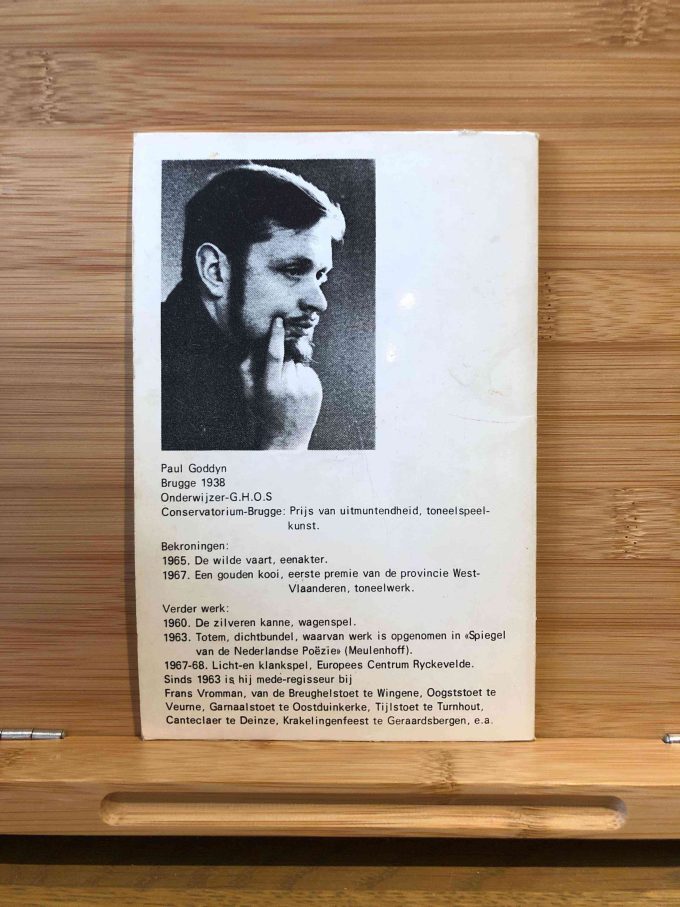 Paul Goddyn
Brugge 1938
Onderwijzer-G.H.O.S
Conservatorium-Brugge: Prijs van uitmuntendheid, toneelspeel-
kunst.
Bekroningen:
1965. De wilde vaart, eenakter.
1967. Een gouden kooi, eerste premie van de provincie West-
Vlaanderen, toneelwerk.
Verder werk:
1960. De zilveren kanne, wagenspel.
1963. Totem, dichtbundel, waarvan werk is opgenomen in «Spiegel
van de Nederlandse Poëzie» (Meulenhoff).
1967-68. Licht-en klankspel, Europees Centrum Ryckevelde.
Sinds 1963 is hij mede-regisseur bij
Frans Vromman, van de Breughelstoet te Wingene, Oogststoet te
Veurne, Garnaalstoet te Oostduinkerke, Tijlstoet te Turnhout,
Canteclaer te Deinze, Krakelingenfeest te Geraardsbergen, e.a.